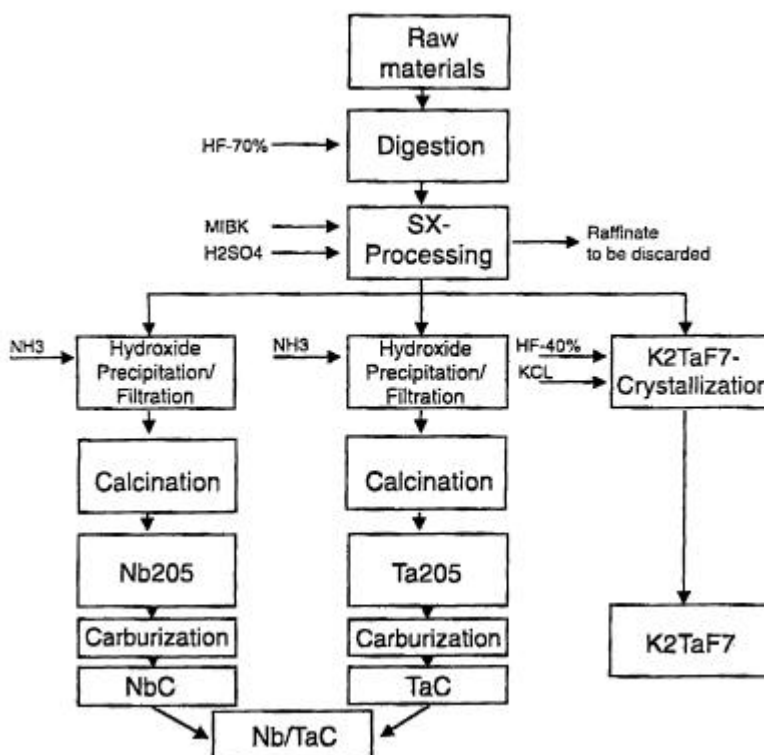 Raw
materials
HF-70%
Digestion
MIBK
H2SO4
SX-
Processing
Raffinate
to be discarded
NH3
Hydroxide
Precipitation/
Filtration
NH3
Hydroxide
Precipitation/
Filtration
HF-40%
KCL
K2TaF7-
Crystallization
Calcination
Calcination
Nb205
Ta205
Carburization
Carburization
K2TaF7
NbC
TaC
Nb/TaC